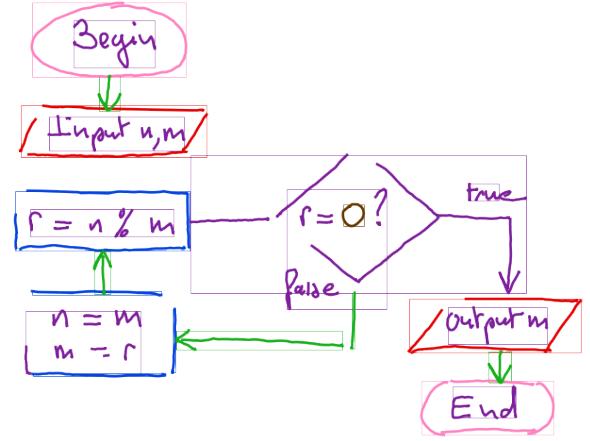 Begin
Input n,m
r = n % m
r = 0 ?
true
false
n = m
m = r
output m
End